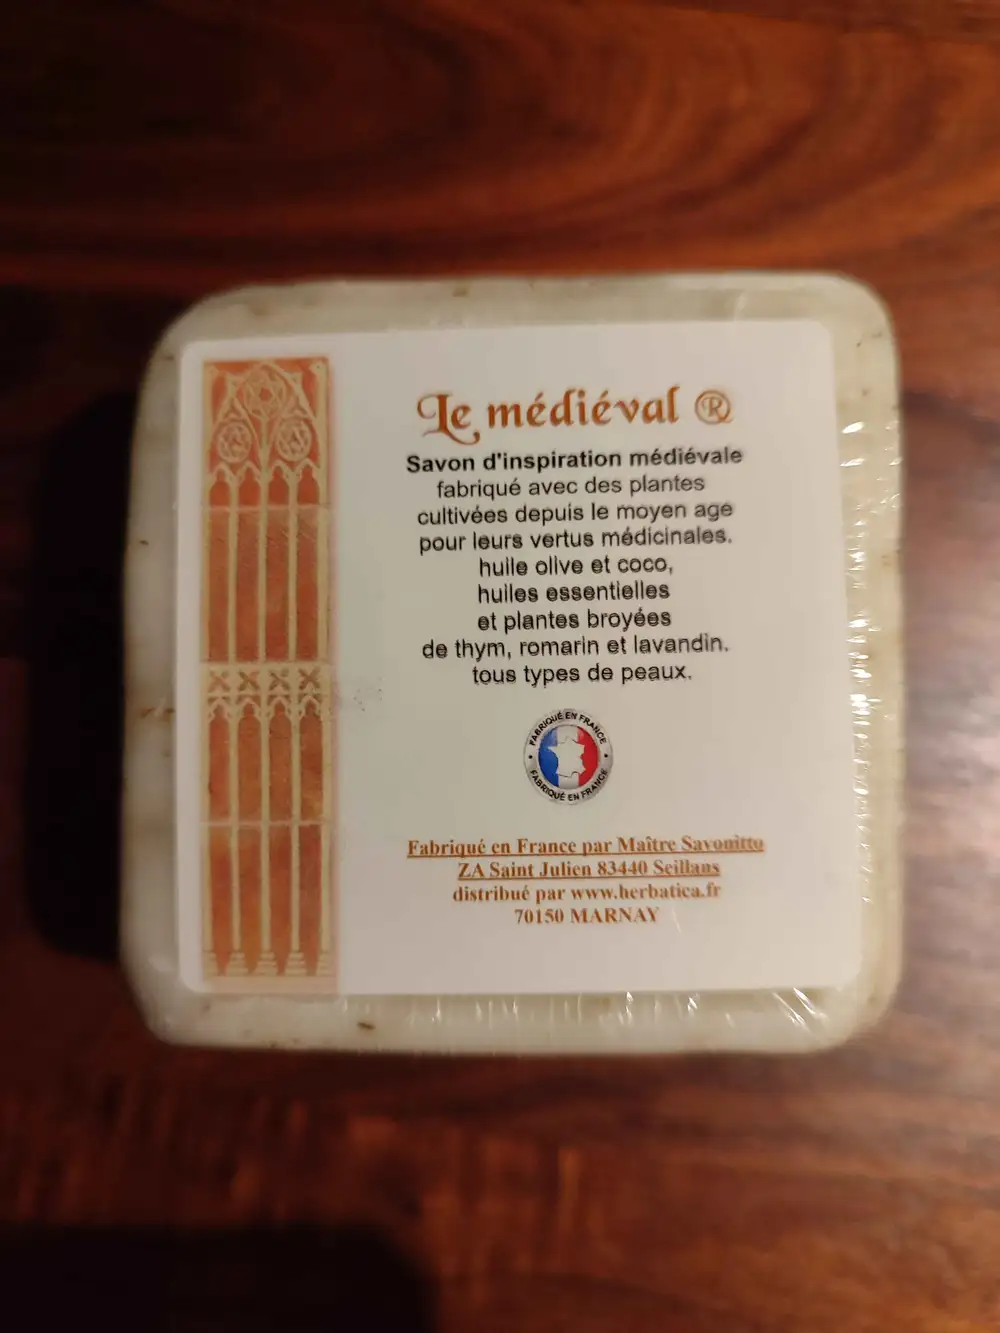 Le médiéval ®
Savon d'inspiration médiévale
fabriqué avec des plantes
cultivées depuis le moyen age
pour leurs vertus médicinales.
huile olive et coco,
huiles essentielles
et plantes broyées
de thym, romarin et lavandin.
tous types de peaux.
FABRIQUÉ EN FRANCE
FABRIQUÉ EN FRANCE
Fabriqué en France par Maître Savonitto
ZA Saint Julien 83440 Seillans
distribué par www.herbatica.fr
70150 MARNAY